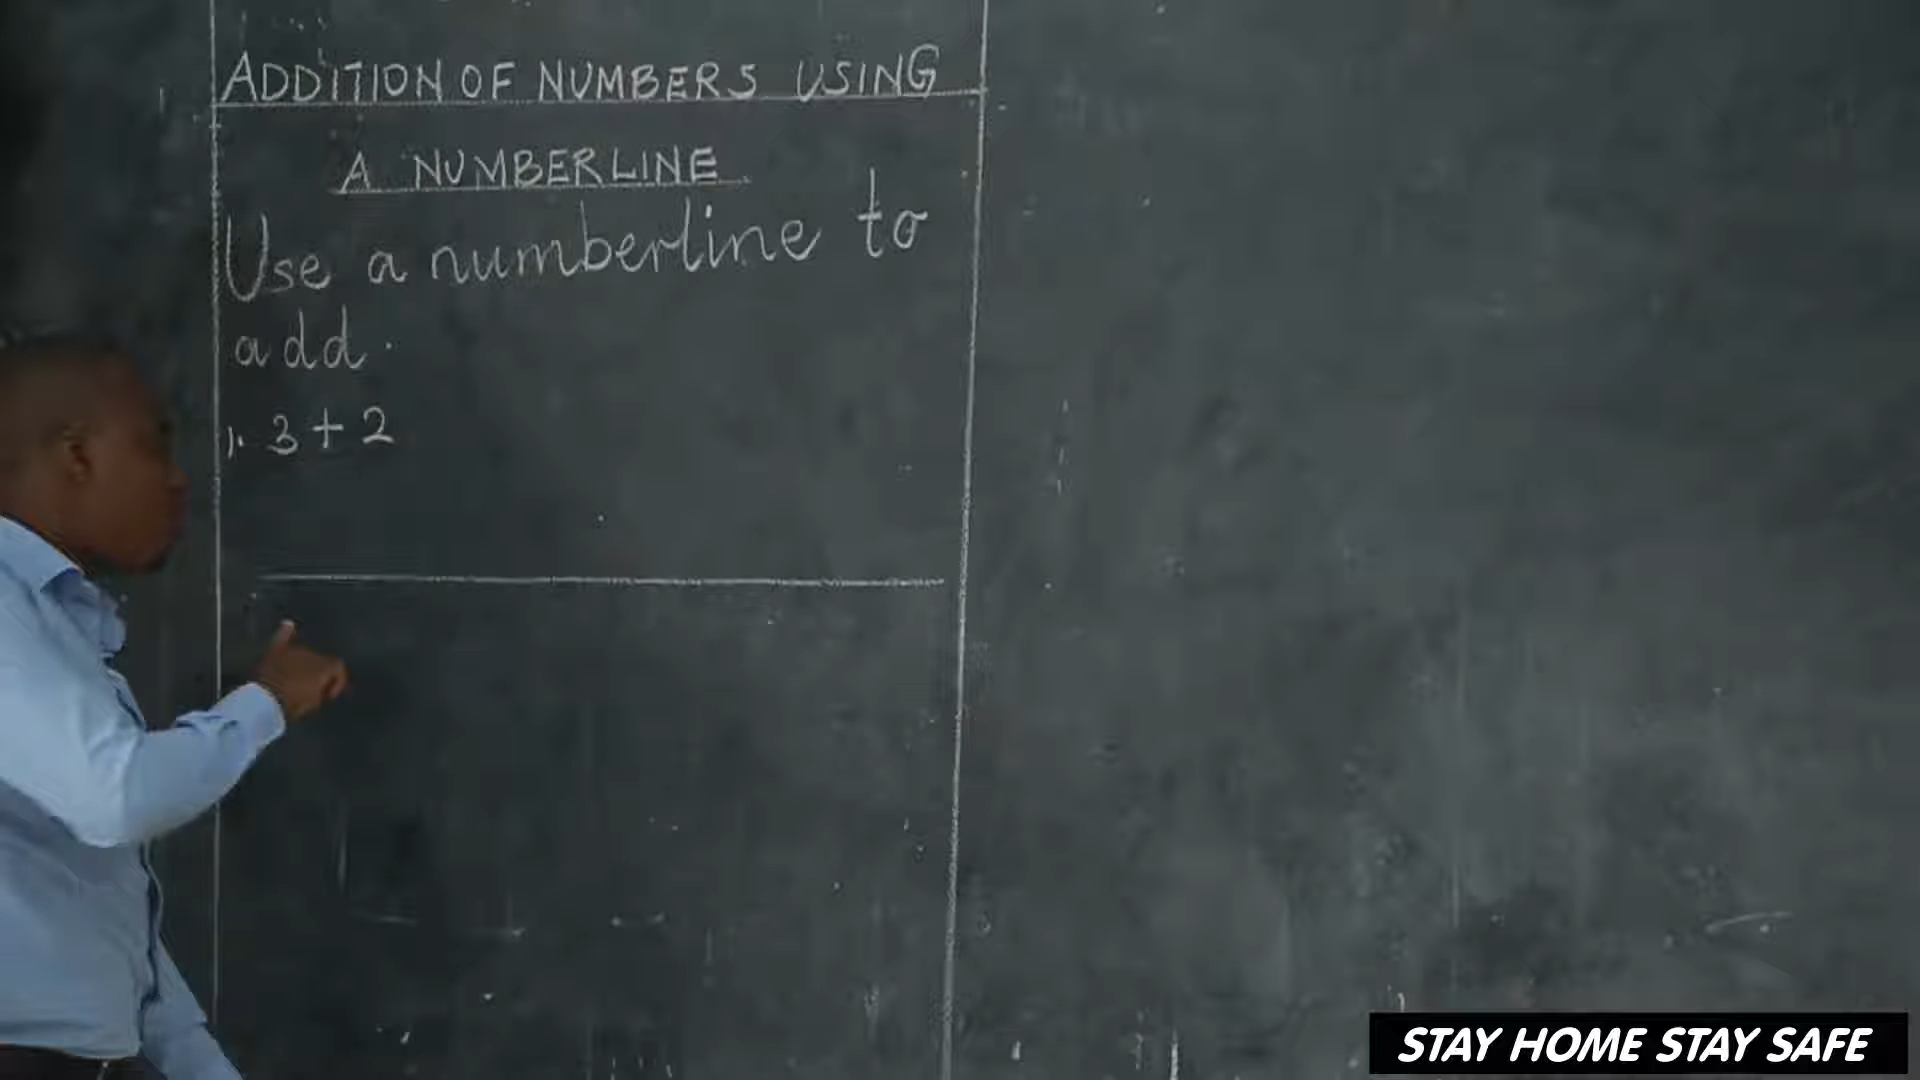 ADDITION OF NUMBERS USING
A NUMBERLINE
Use a numberline to
add.
1. 3 + 2
STAY HOME STAY SAFE